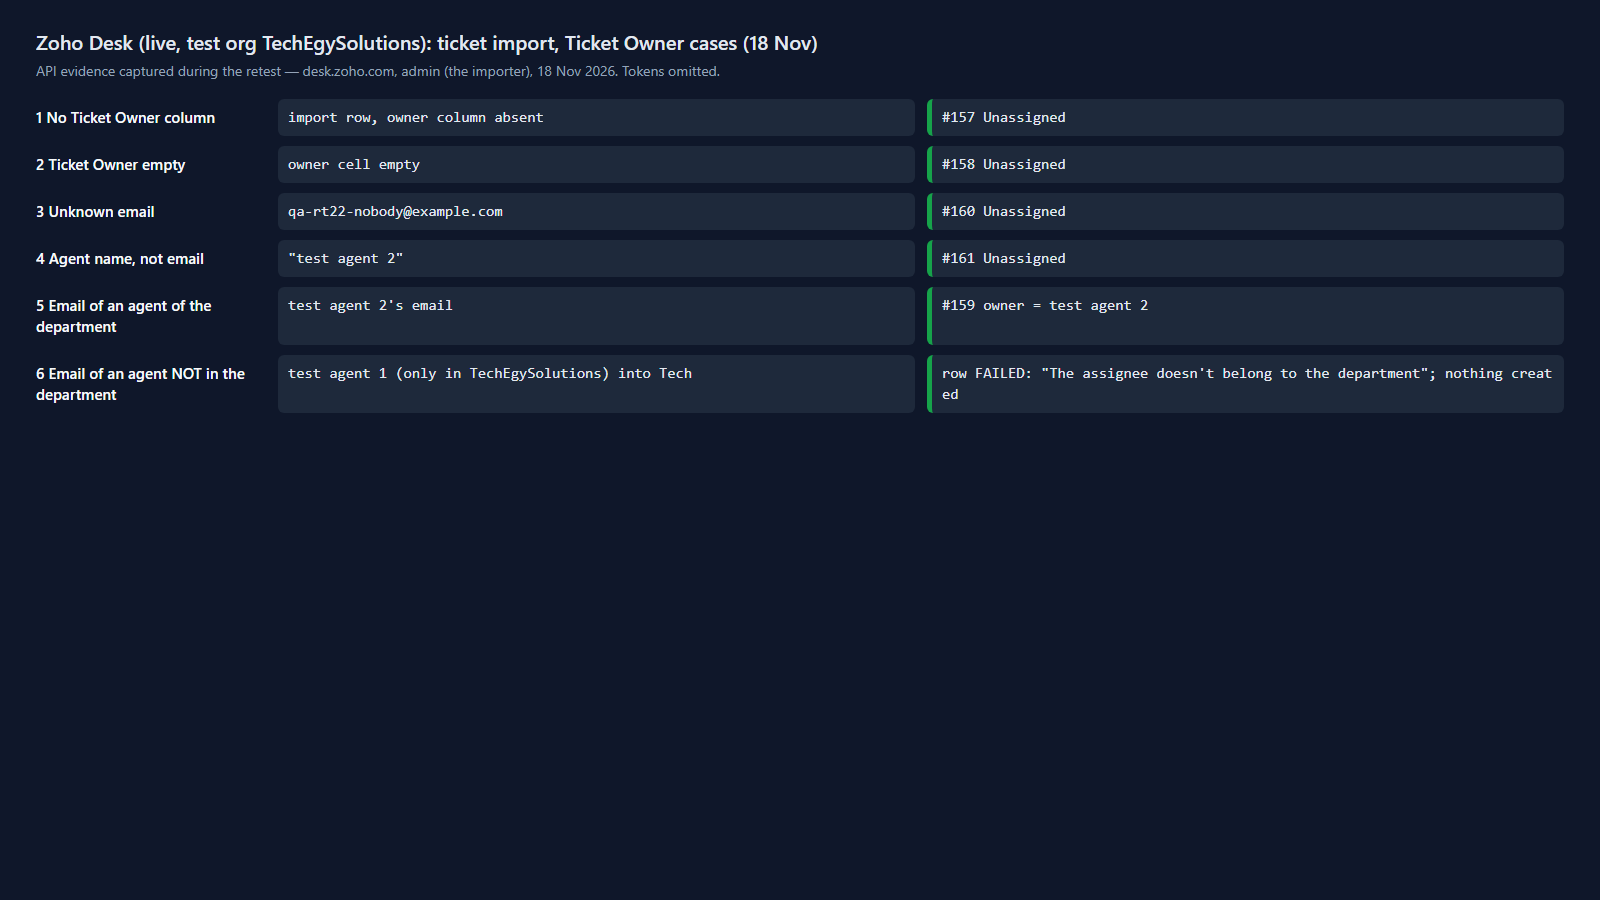 Zoho Desk (live, test org TechEgySolutions): ticket import, Ticket Owner cases (18 Nov)
API evidence captured during the retest — desk.zoho.com, admin (the importer), 18 Nov 2026. Tokens omitted.
1 No Ticket Owner column
import row, owner column absent
#157 Unassigned
2 Ticket Owner empty
owner cell empty
#158 Unassigned
3 Unknown email
qa-rt22-nobody@example.com
#160 Unassigned
4 Agent name, not email
"test agent 2"
#161 Unassigned
5 Email of an agent of the
department
test agent 2's email
#159 owner = test agent 2
6 Email of an agent NOT in the
department
test agent 1 (only in TechEgySolutions) into Tech
row FAILED: "The assignee doesn't belong to the department"; nothing creat
ed